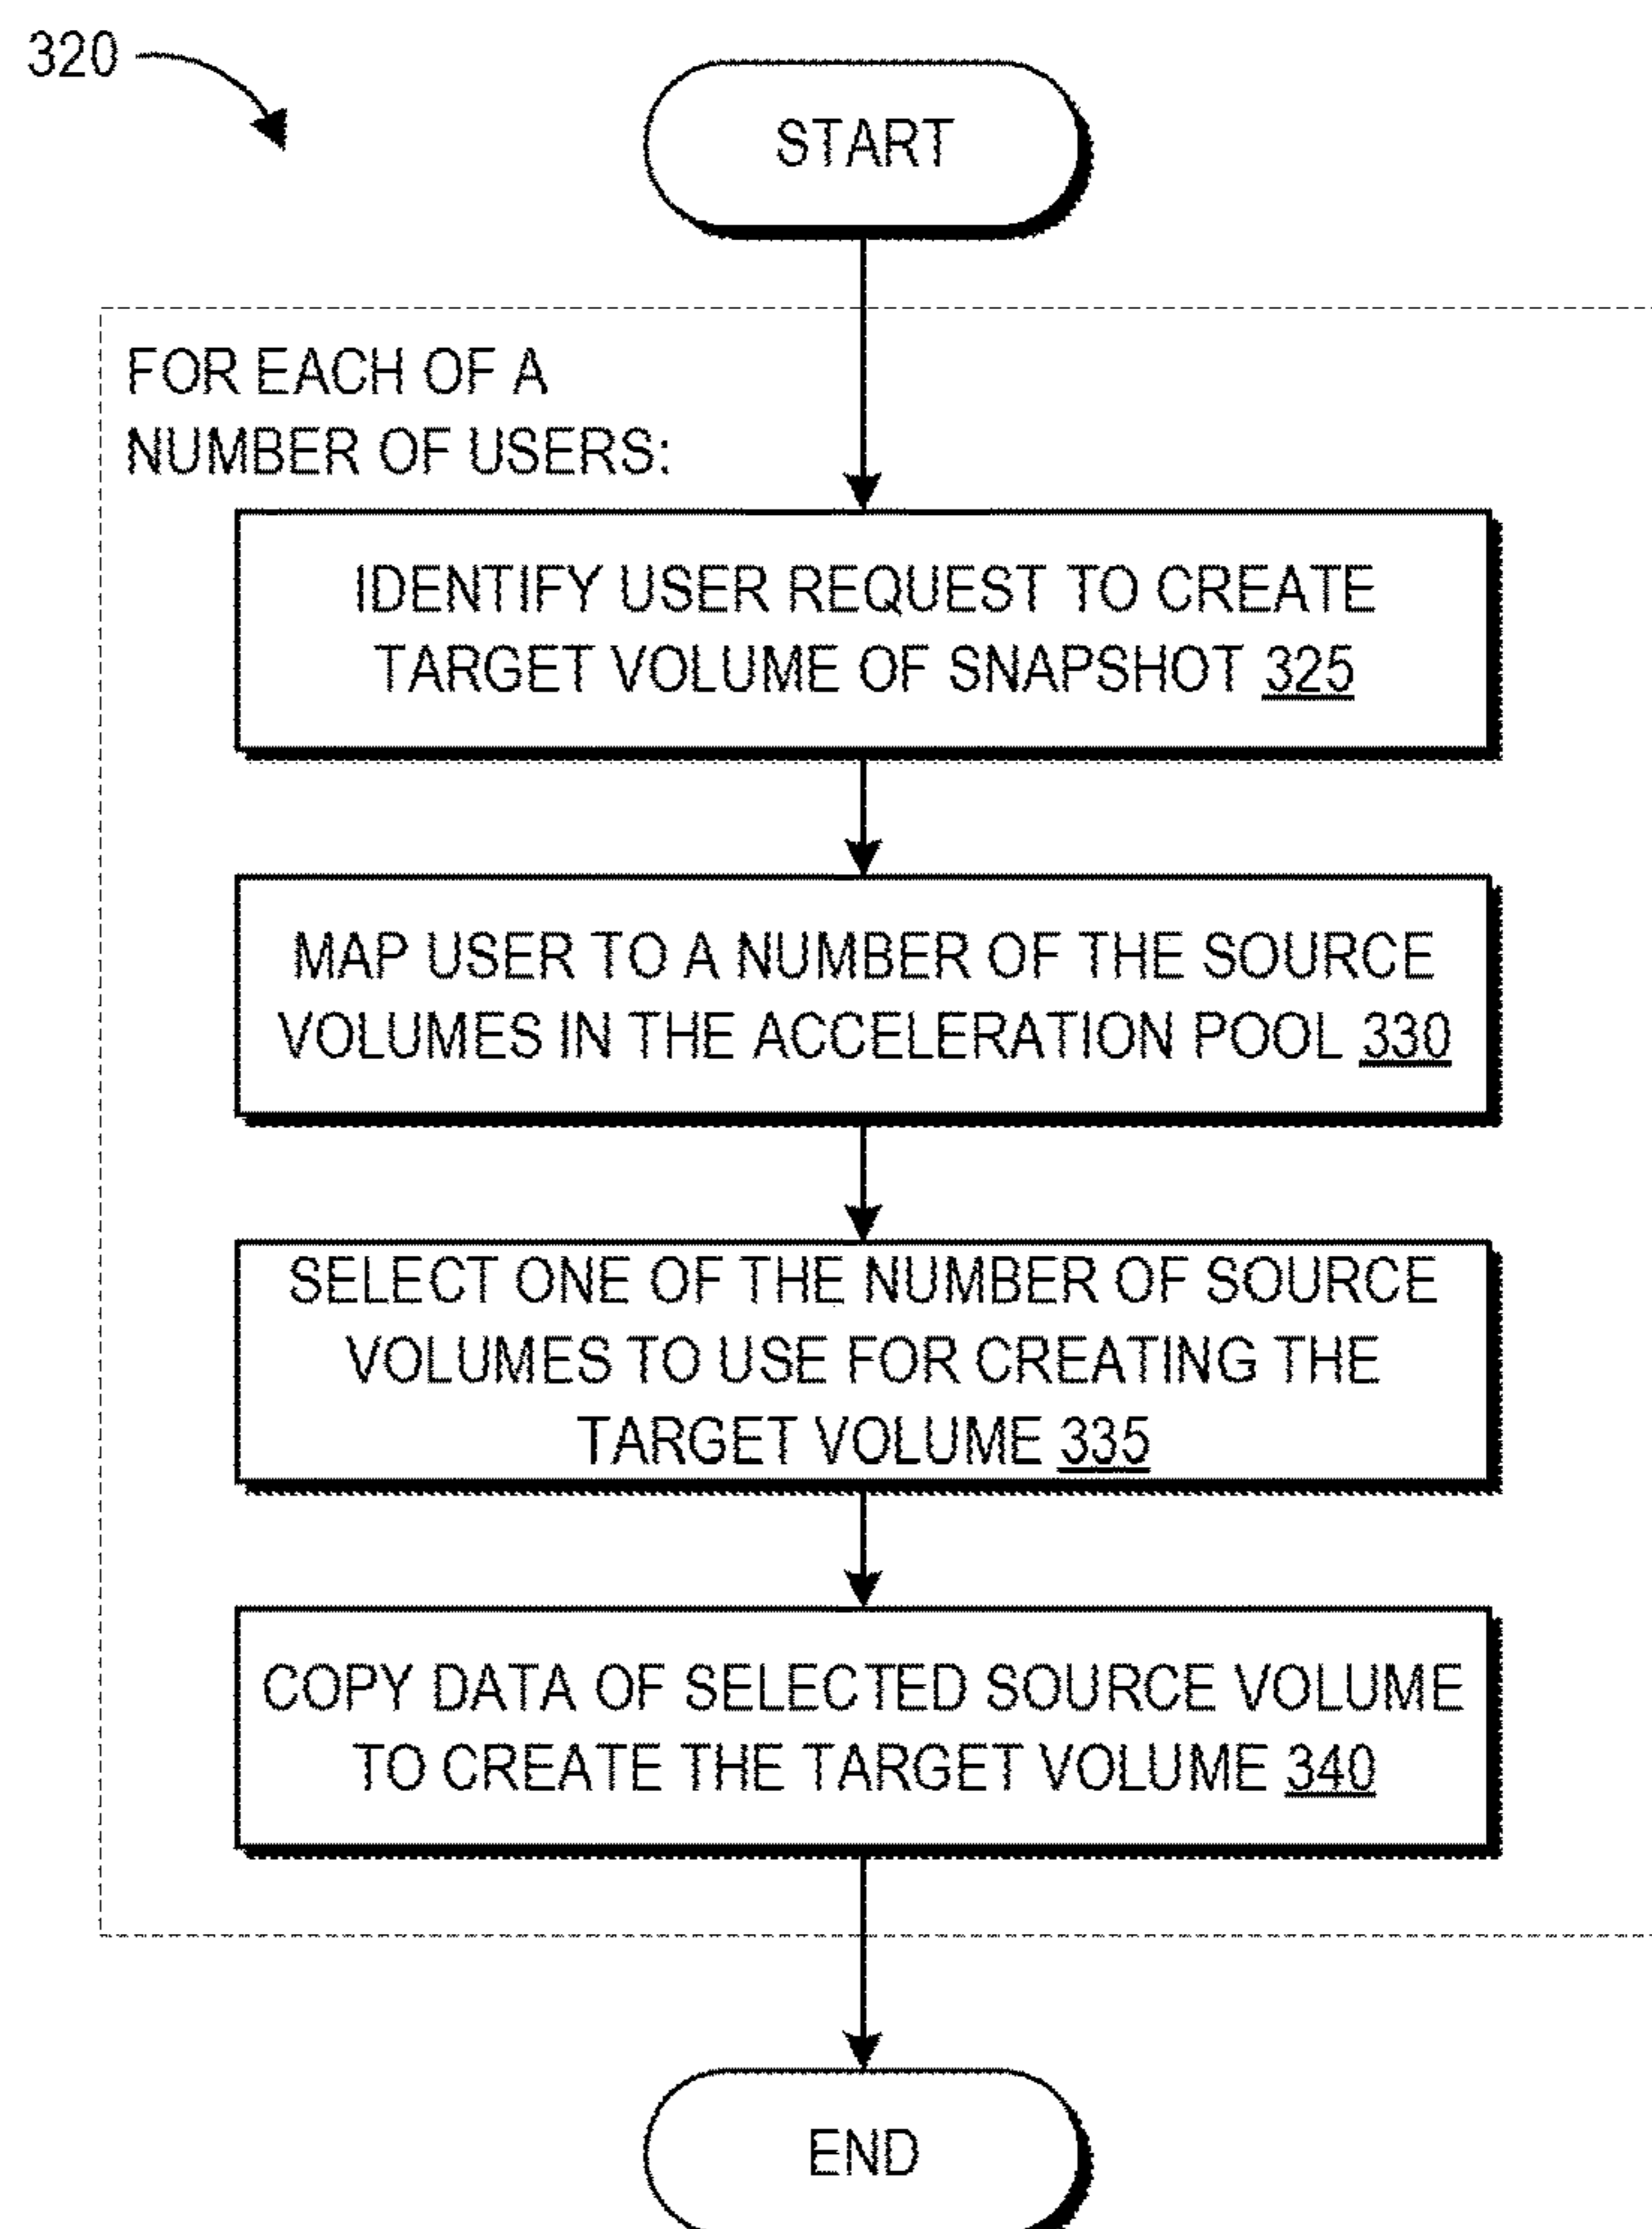 320
START
FOR EACH OF A
NUMBER OF USERS:
IDENTIFY USER REQUEST TO CREATE
TARGET VOLUME OF SNAPSHOT 325
MAP USER TO A NUMBER OF THE SOURCE
VOLUMES IN THE ACCELERATION POOL 330
SELECT ONE OF THE NUMBER OF SOURCE
VOLUMES TO USE FOR CREATING THE
TARGET VOLUME 335
COPY DATA OF SELECTED SOURCE VOLUME
TO CREATE THE TARGET VOLUME 340
END